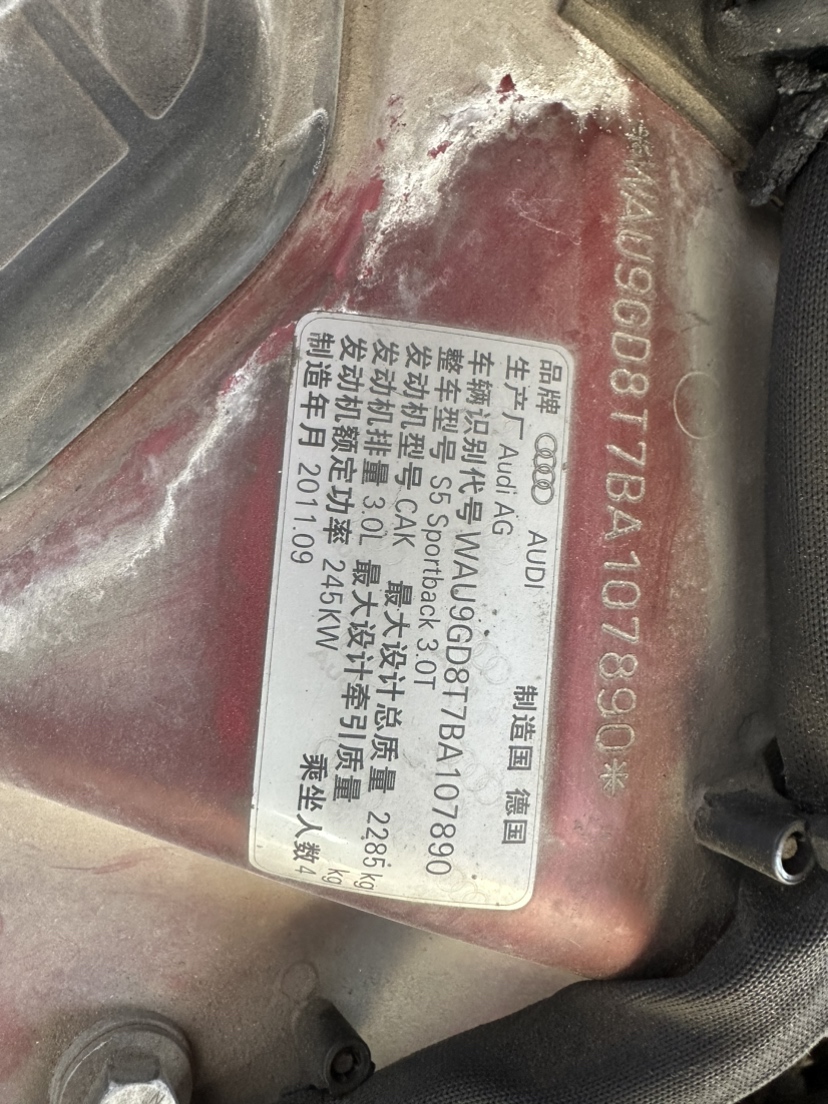 *WAU9GD8T7BA107890*
品牌 AUDI
生产厂 Audi AG 制造国 德国
车辆识别代号 WAU9GD8T7BA107890
整车型号 S5 Sportback 3.0T
发动机型号 CAK 最大设计总质量 2285 kg
发动机排量 3.0L 最大设计牵引质量 kg
发动机额定功率 245KW 乘坐人数 4
制造年月 2011.09